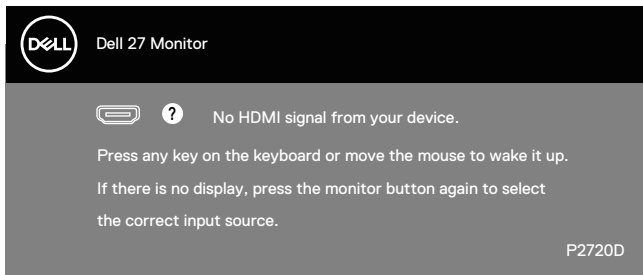 DELL
Dell 27 Monitor
? No HDMI signal from your device.
Press any key on the keyboard or move the mouse to wake it up.
If there is no display, press the monitor button again to select
the correct input source.
P2720D